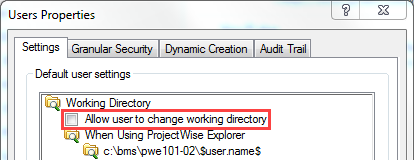 Users Properties
Settings
Granular Security
Dynamic Creation
Audit Trail
Default user settings
Working Directory
Allow user to change working directory
When Using ProjectWise Explorer
c:\bms\pwe101-02\$user.name$